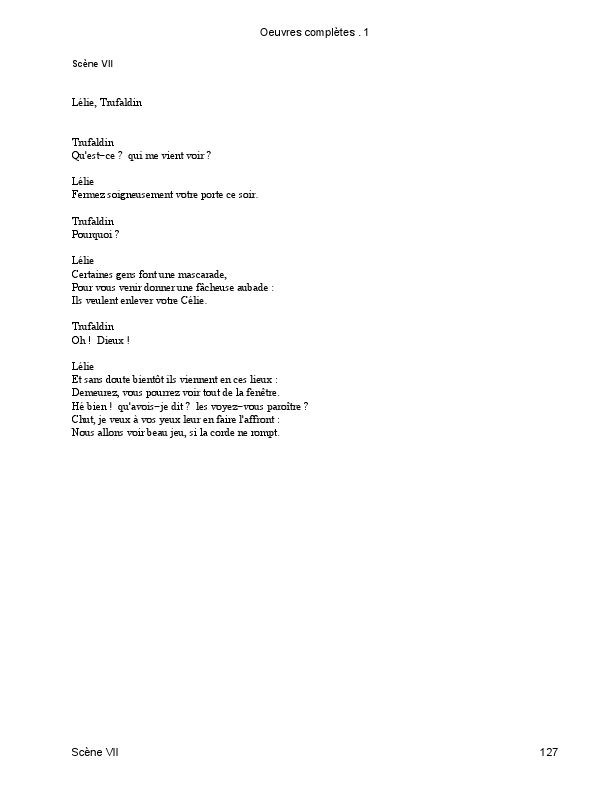 Oeuvres complètes . 1
Scène VII
Lélie, Trufaldin
Trufaldin
Qu'est−ce ? qui me vient voir ?
Lélie
Fermez soigneusement votre porte ce soir.
Trufaldin
Pourquoi ?
Lélie
Certaines gens font une mascarade,
Pour vous venir donner une fâcheuse aubade :
Ils veulent enlever votre Célie.
Trufaldin
Oh ! Dieux !
Lélie
Et sans doute bientôt ils viennent en ces lieux :
Demeurez, vous pourrez voir tout de la fenêtre.
Hé bien ! qu'avois−je dit ? les voyez−vous paroître ?
Chut, je veux à vos yeux leur en faire l'affront :
Nous allons voir beau jeu, si la corde ne rompt.
Scène VII
127